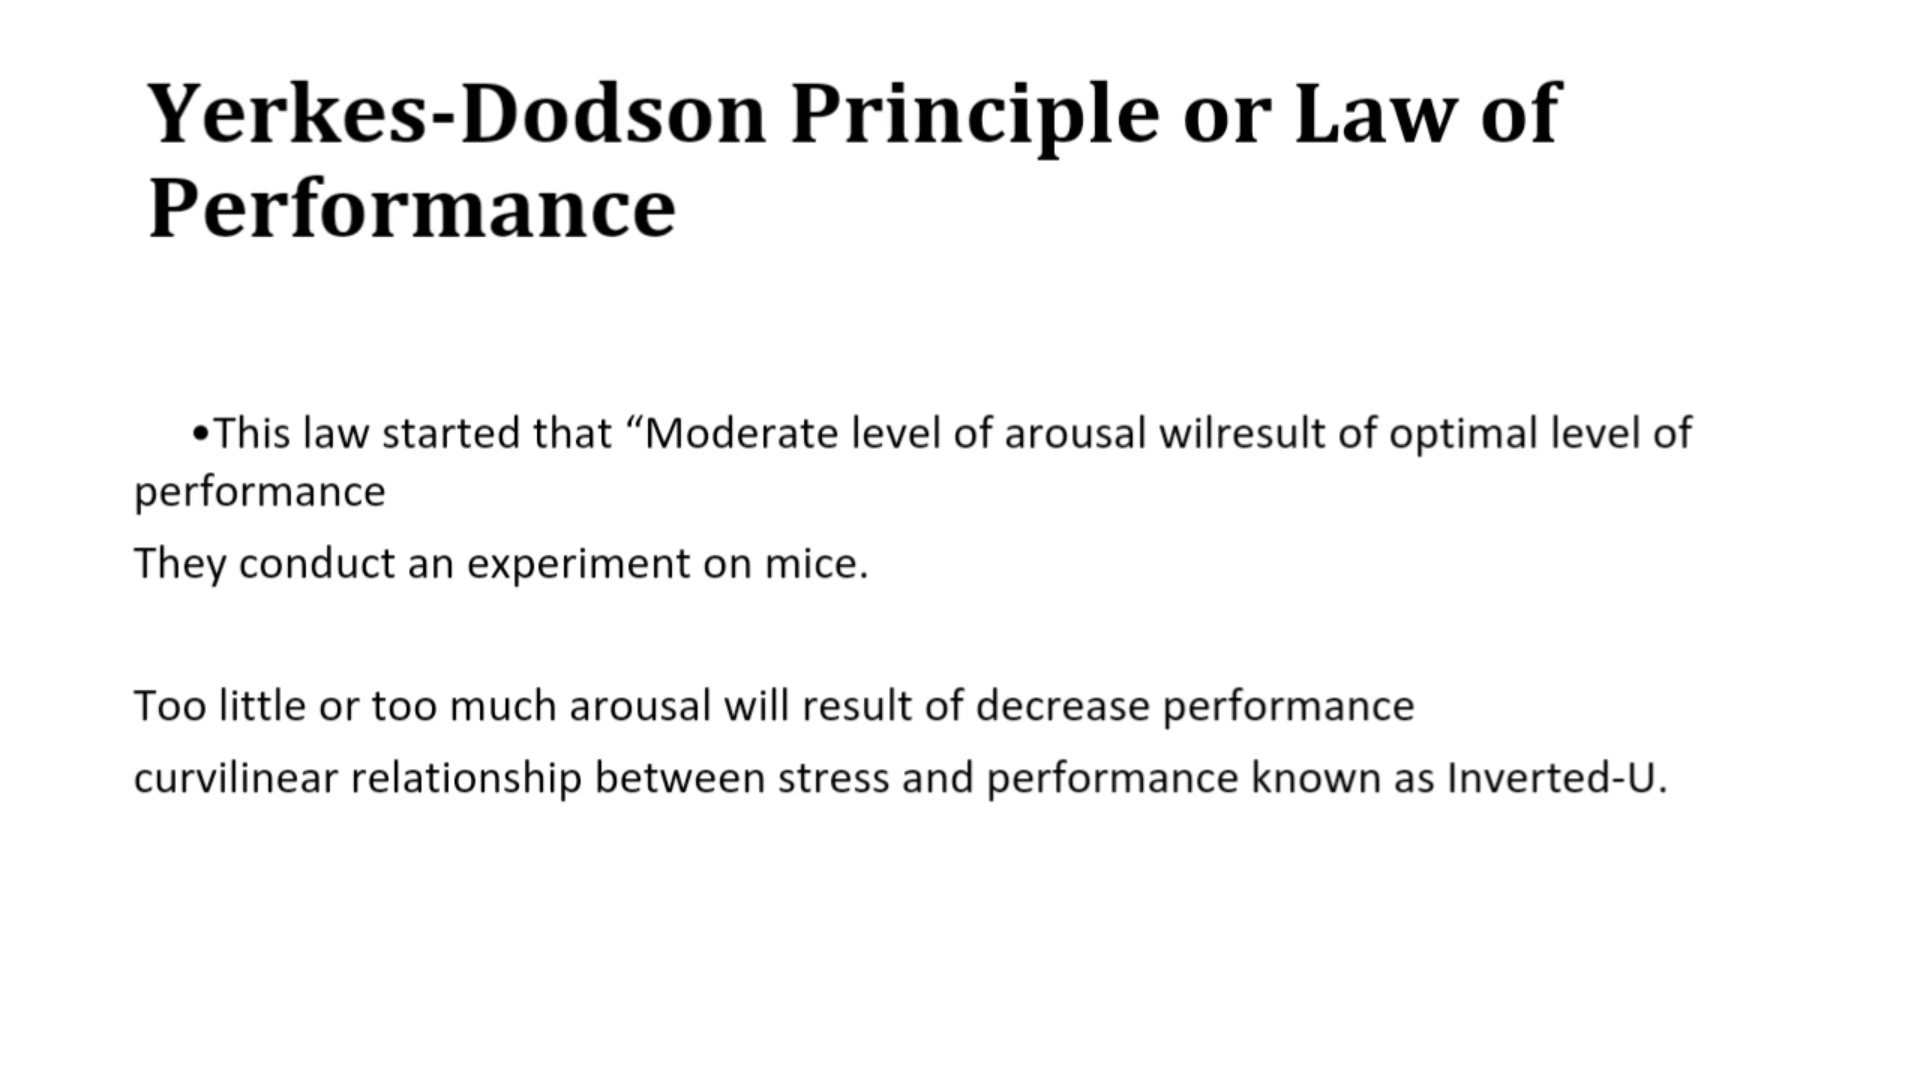 Yerkes-Dodson Principle or Law of
Performance
•This law started that “Moderate level of arousal wilresult of optimal level of
performance
They conduct an experiment on mice.
Too little or too much arousal will result of decrease performance
curvilinear relationship between stress and performance known as Inverted-U.